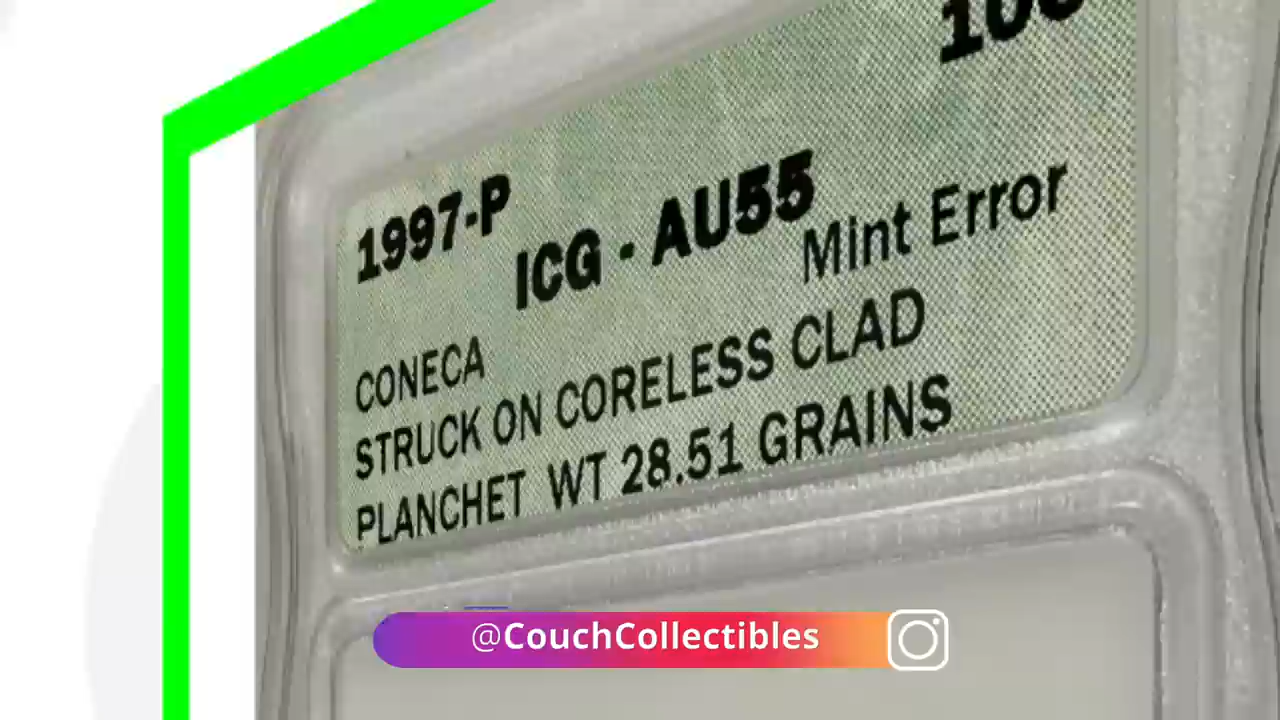 1997-P
ICG - AU55
Mint Error
CONECA
STRUCK ON CORELESS CLAD
PLANCHET WT 28.51 GRAINS
@CouchCollectibles